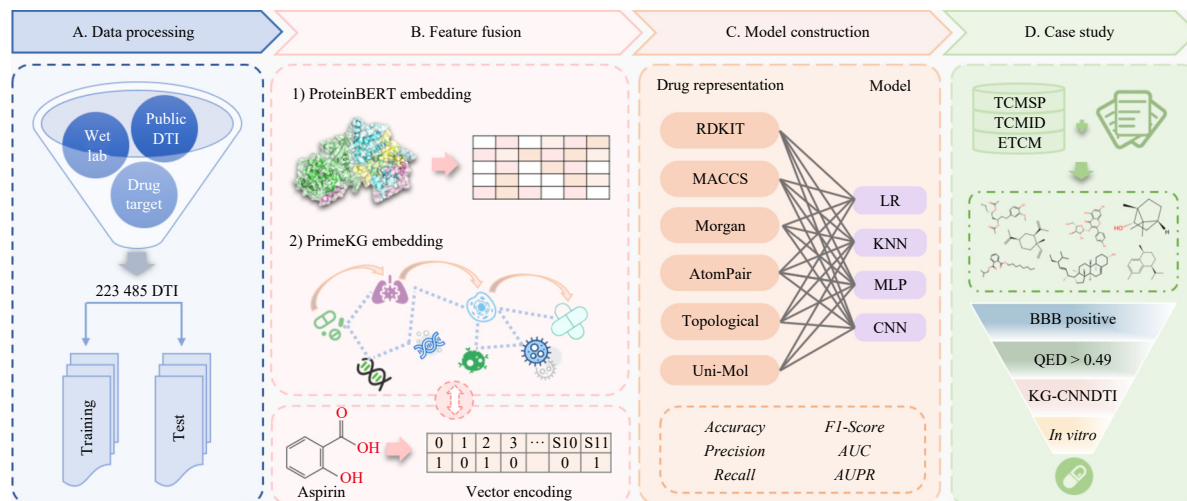 A. Data processing
B. Feature fusion
C. Model construction
D. Case study
Wet
lab
Public
DTI
Drug
target
223 485 DTI
Training
Test
1) ProteinBERT embedding
2) PrimeKG embedding
O
OH
OH
Aspirin
0 1 2 3 ··· S10 S11
1 0 1 0 0 1
Vector encoding
Drug representation
Model
RDKIT
MACCS
Morgan
AtomPair
Topological
Uni-Mol
LR
KNN
MLP
CNN
Accuracy F1-Score
Precision AUC
Recall AUPR
TCMSP
TCMID
ETCM
HO
H
BBB positive
QED > 0.49
KG-CNNDTI
In vitro